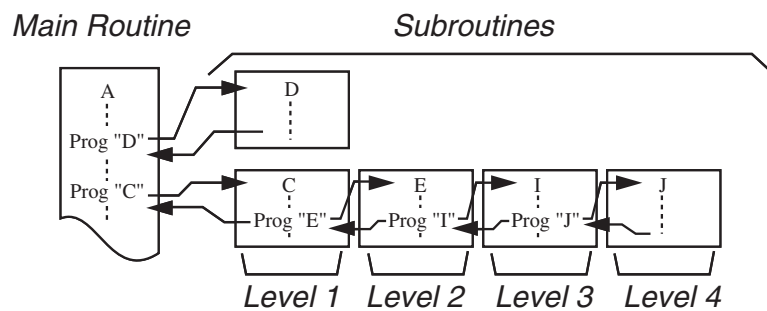 Main Routine
Subroutines
A
Prog "D"
Prog "C"
D
C
Prog "E"
E
Prog "I"
I
Prog "J"
J
Level 1
Level 2
Level 3
Level 4